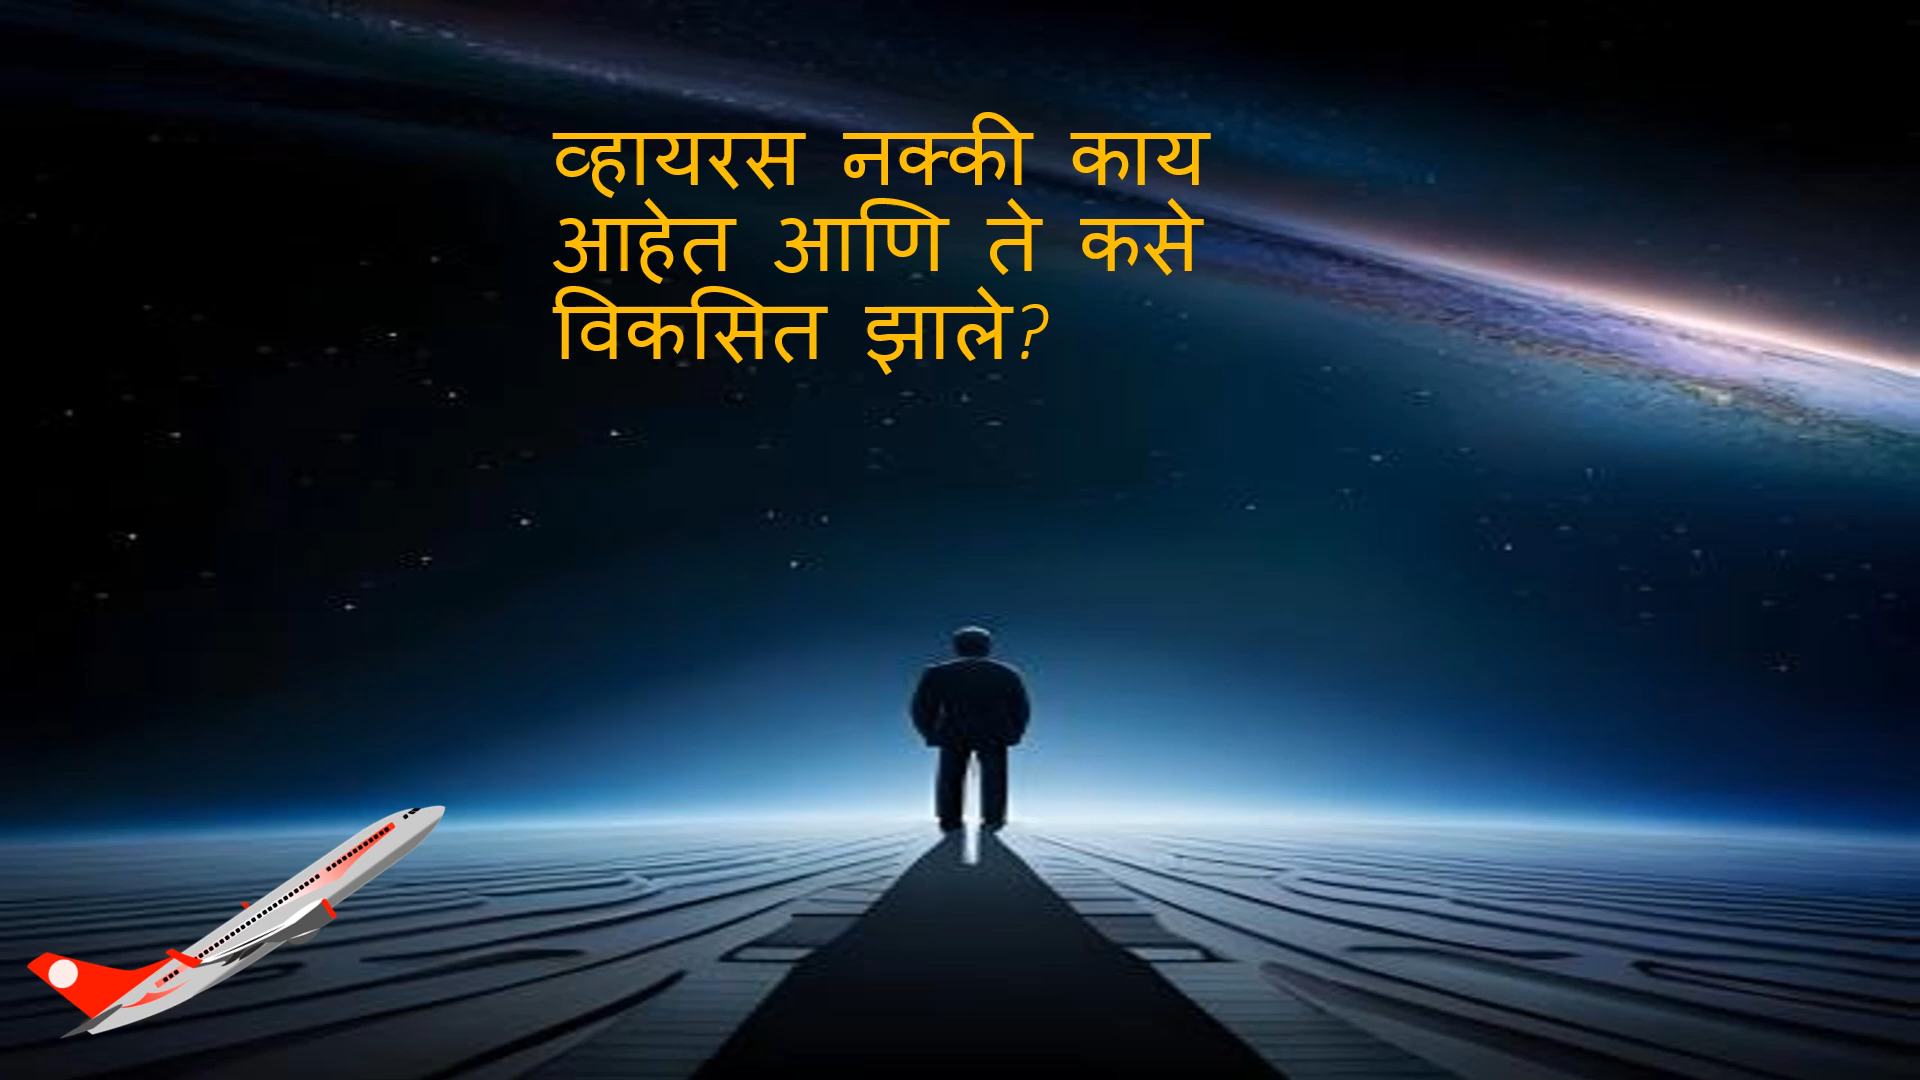 व्हायरस नक्की काय
आहेत आणि ते कसे
विकसित झाले?